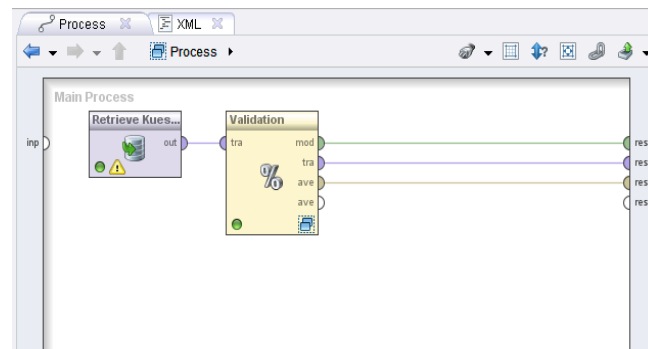 Process XML
Process
Main Process
Retrieve Kues... Validation
inp out tra mod res
tra res
% ave res
ave res